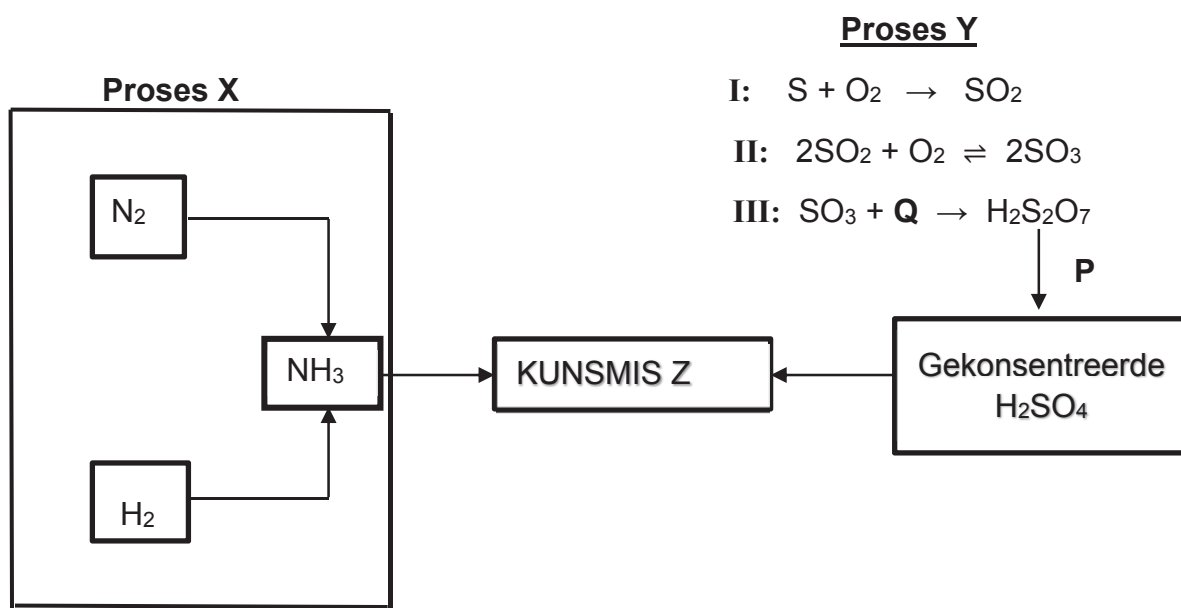 Proses Y
Proses X
I: S + O₂ → SO₂
II: 2SO₂ + O₂ ⇌ 2SO₃
III: SO₃ + Q → H₂S₂O₇
P
N₂
NH₃
H₂
KUNSMIS Z
Gekonsentreerde
H₂SO₄